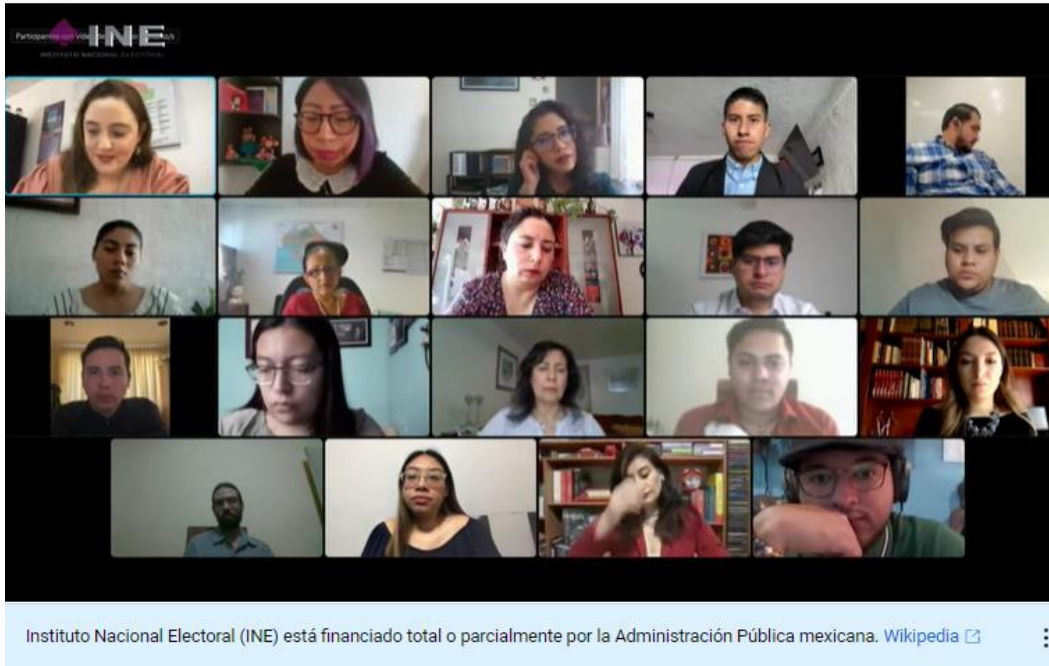 INE
INSTITUTO NACIONAL ELECTORAL
Instituto Nacional Electoral (INE) está financiado total o parcialmente por la Administración Pública mexicana. Wikipedia